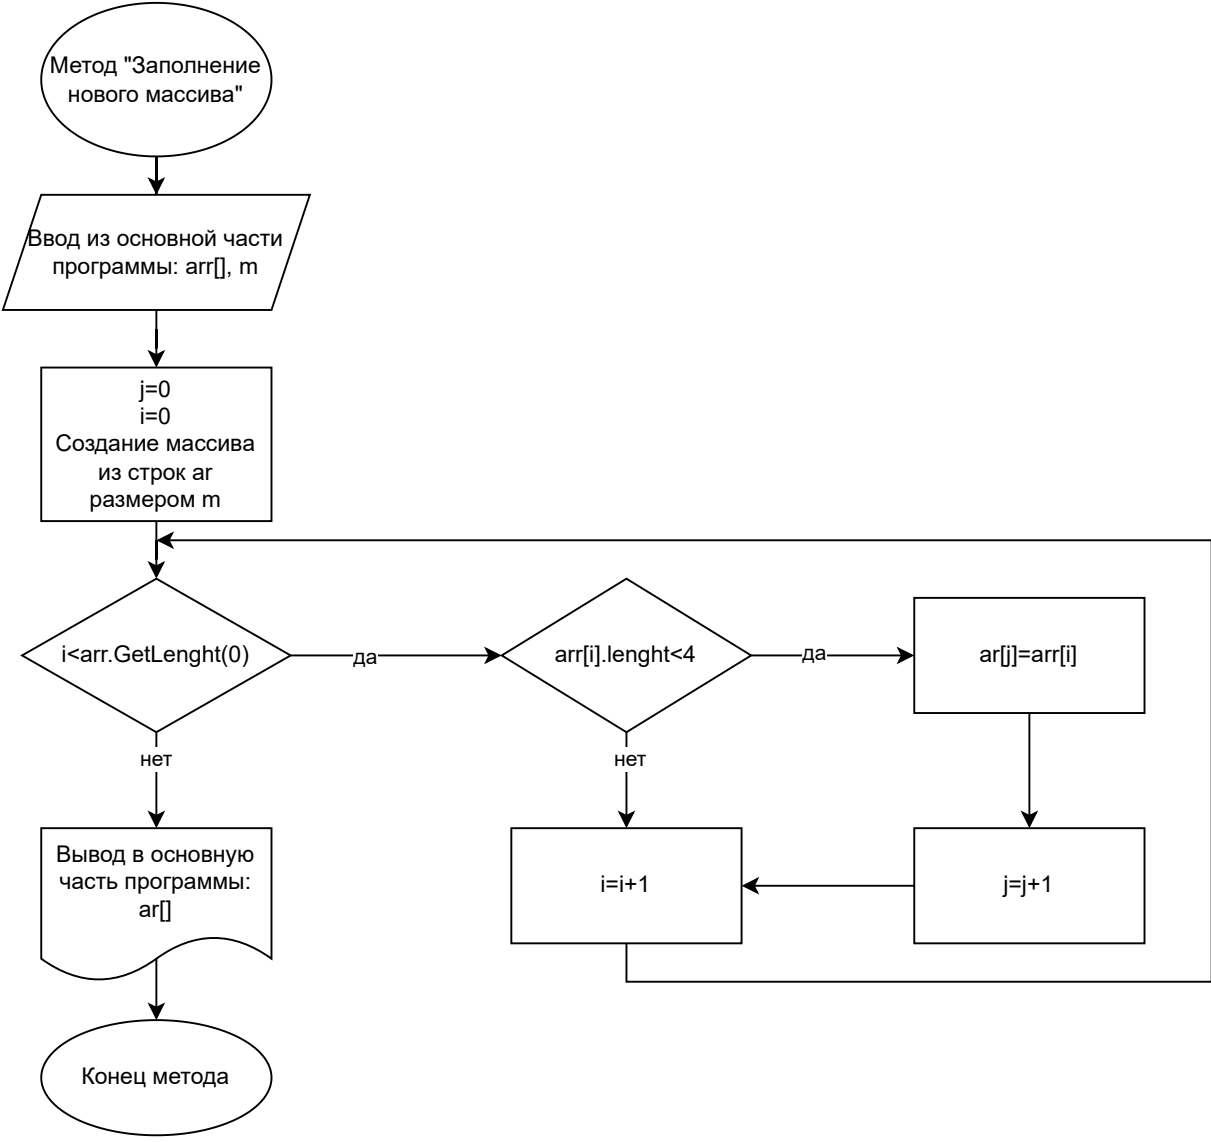 Метод "Заполнение
нового массива"
Ввод из основной части
программы: arr[], m
j=0
i=0
Создание массива
из строк ar
размером m
i<arr.GetLenght(0)
да
arr[i].lenght<4
да
ar[j]=arr[i]
нет
нет
Вывод в основную
часть программы:
ar[]
i=i+1
j=j+1
Конец метода